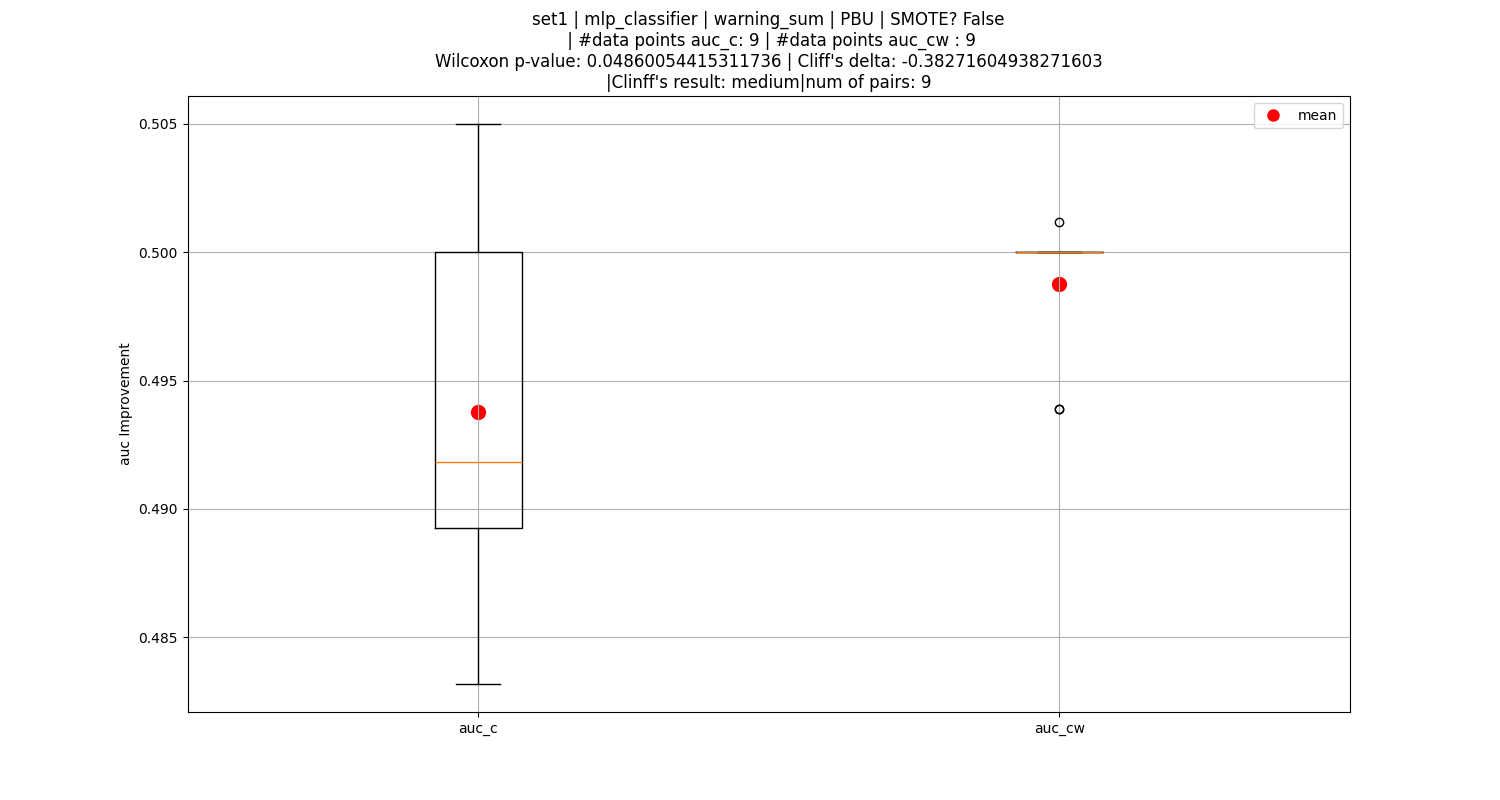 set1 | mlp_classifier | warning_sum | PBU | SMOTE? False
| #data points auc_c: 9 | #data points auc_cw : 9
Wilcoxon p-value: 0.04860054415311736 | Cliff's delta: -0.38271604938271603
|Clinff's result: medium|num of pairs: 9
mean
0.505
0.500
0.495
0.490
0.485
auc Improvement
auc_c
auc_cw